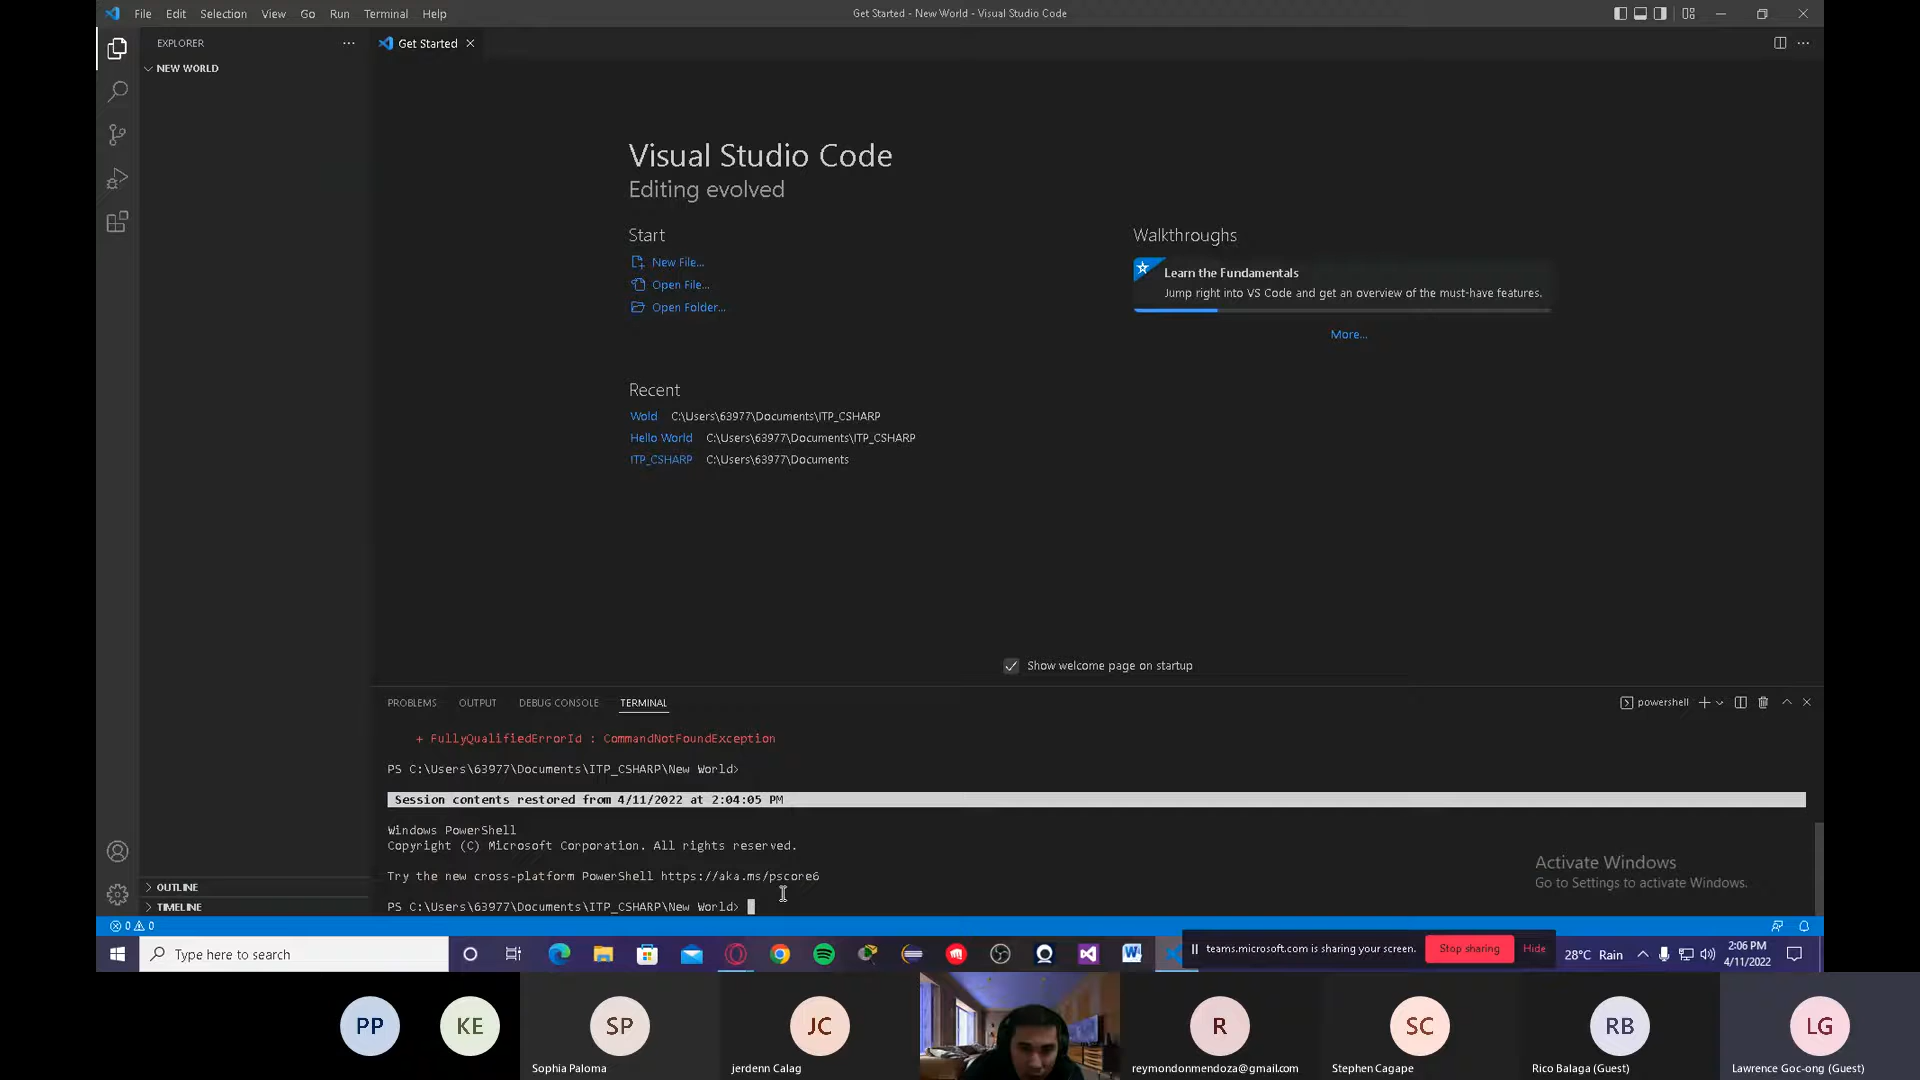 File Edit Selection View Go Run Terminal Help
Get Started - New World - Visual Studio Code
EXPLORER
Get Started
NEW WORLD
Visual Studio Code
Editing evolved
Start
New File...
Open File...
Open Folder...
Walkthroughs
Learn the Fundamentals
Jump right into VS Code and get an overview of the must-have features.
More...
Recent
Wold C:\Users\63977\Documents\ITP_CSHARP
Hello World C:\Users\63977\Documents\ITP_CSHARP
ITP_CSHARP C:\Users\63977\Documents
Show welcome page on startup
PROBLEMS OUTPUT DEBUG CONSOLE TERMINAL
powershell
+ FullyQualifiedErrorId : CommandNotFoundException
PS C:\Users\63977\Documents\ITP_CSHARP\New World>
Session contents restored from 4/11/2022 at 2:04:05 PM
Windows PowerShell
Copyright (C) Microsoft Corporation. All rights reserved.
Try the new cross-platform PowerShell https://aka.ms/pscore6
PS C:\Users\63977\Documents\ITP_CSHARP\New World>
Activate Windows
Go to Settings to activate Windows.
OUTLINE
TIMELINE
0 0
Type here to search
teams.microsoft.com is sharing your screen. Stop sharing Hide
28°C Rain
2:06 PM
4/11/2022
PP
KE
SP
JC
R
SC
RB
LG
Sophia Paloma
jerdenn Calag
reymondonmendoza@gmail.com
Stephen Cagape
Rico Balaga (Guest)
Lawrence Goc-ong (Guest)